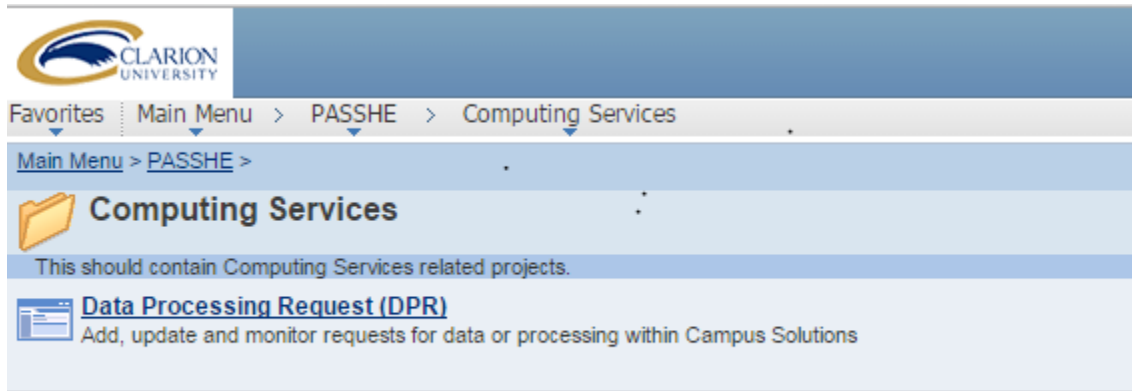 CLARION
UNIVERSITY
Favorites Main Menu > PASSHE > Computing Services
Main Menu > PASSHE >
Computing Services
This should contain Computing Services related projects.
Data Processing Request (DPR)
Add, update and monitor requests for data or processing within Campus Solutions